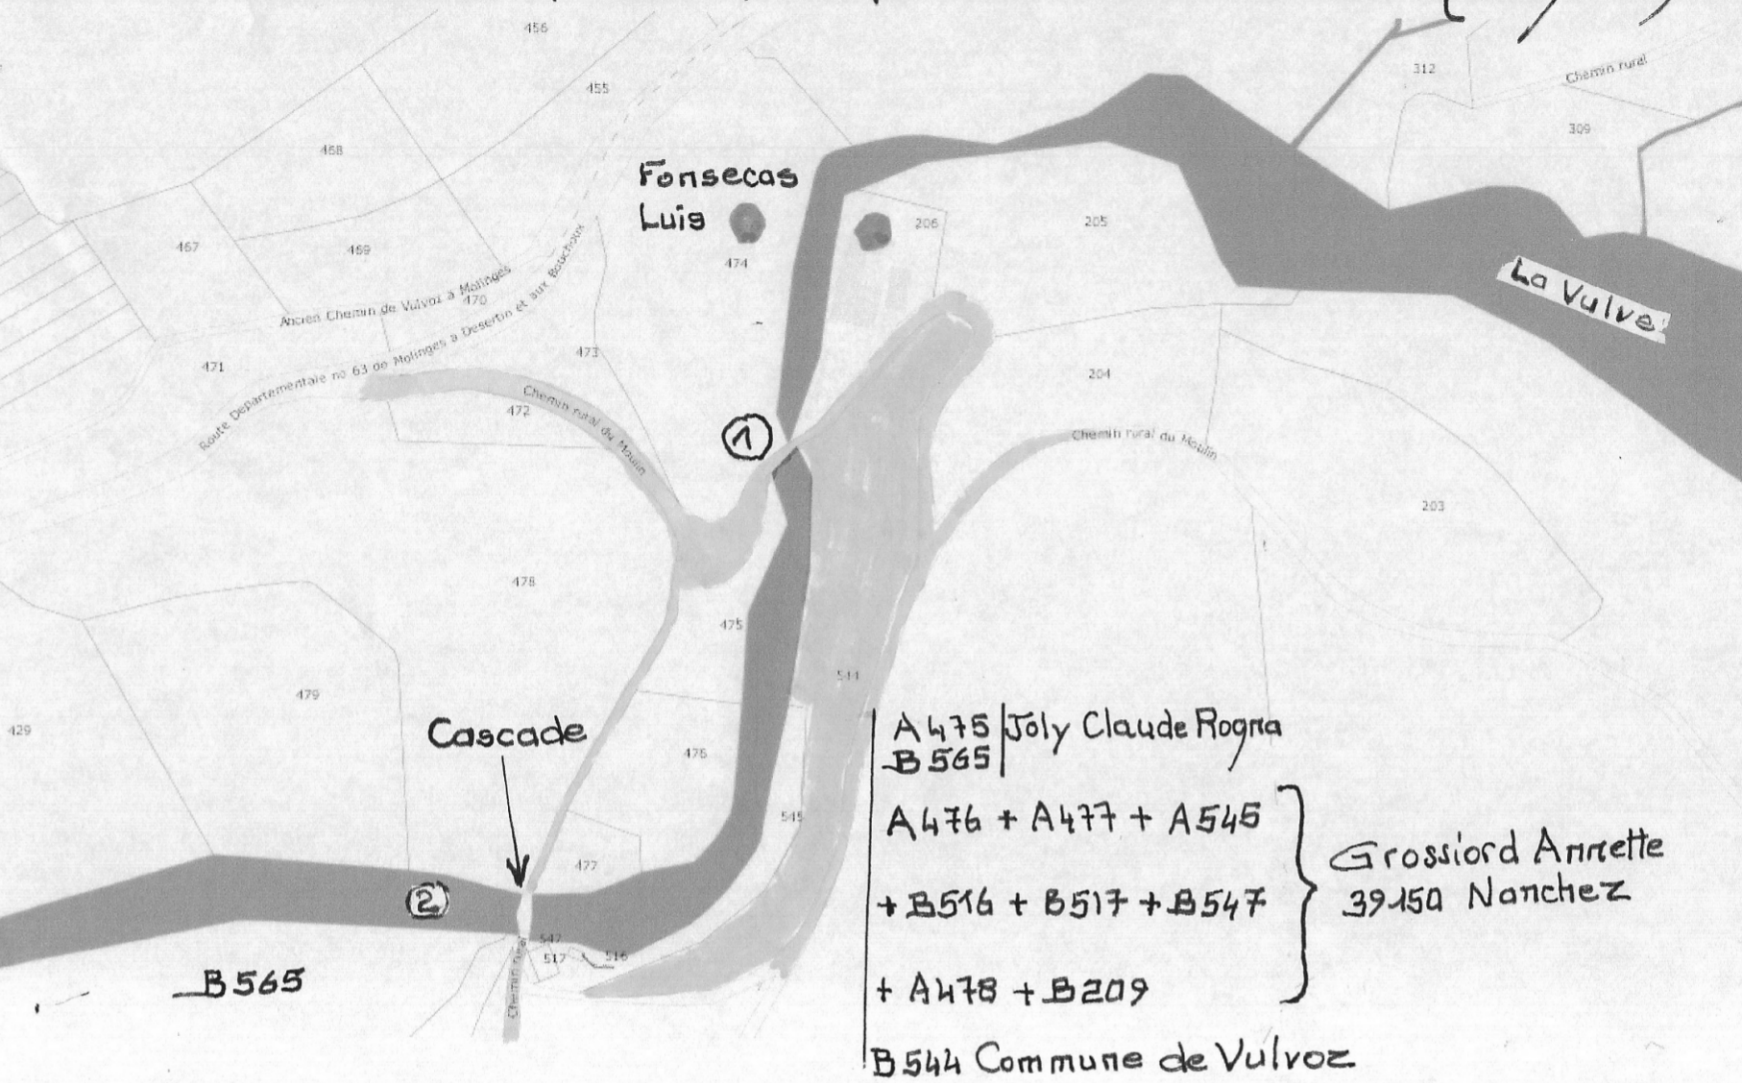 456
455
468
467
469
470
471
472
473
Ancien Chemin de Vulvoz à Molinges
Route Departementale no 63 de Molinges a Desertin et aux Bouchoux
Chemin rural du Moulin
Fonsecas
Luis
474
206
205
312
Chemin rural
309
La Vulve
204
Chemin rural du Moulin
203
1
478
475
479
429
Cascade
476
544
545
477
2
547
517
516
Chemin rural
B565
A475 Joly Claude Rogna
B565
A476 + A477 + A545
+ B516 + B517 + B547
+ A478 + B209
Grossiord Annette
39150 Nanchez
B544 Commune de Vulvoz